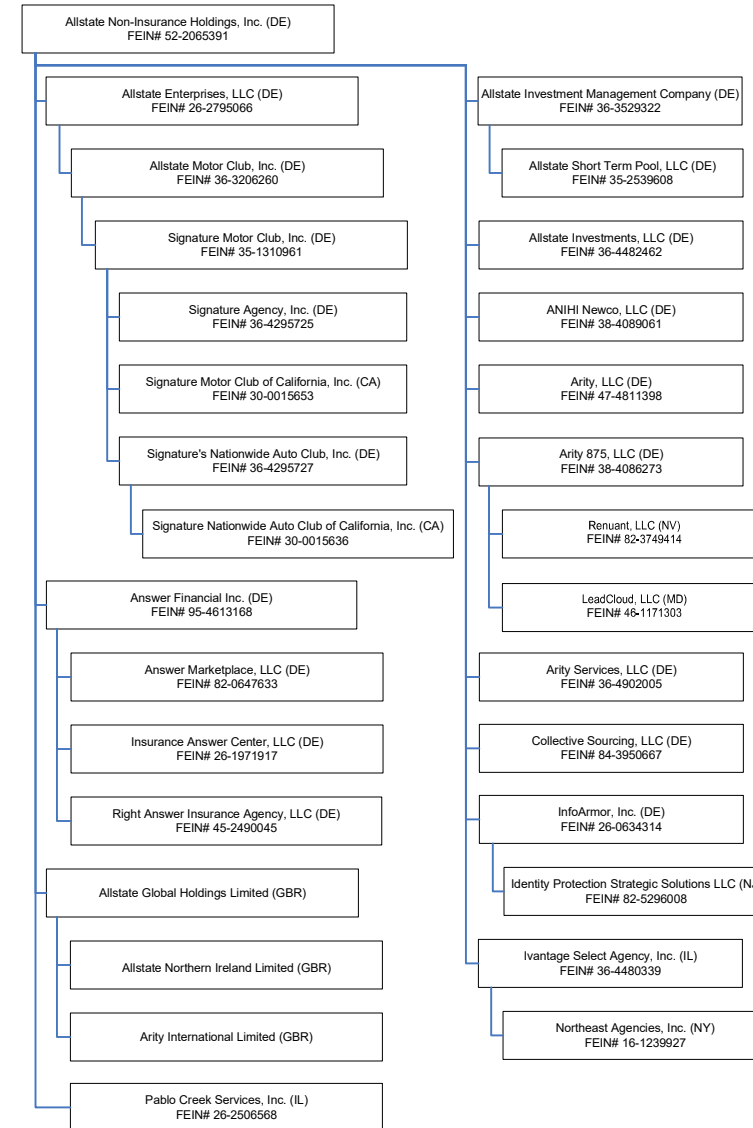 Allstate Non-Insurance Holdings, Inc. (DE)
FEIN# 52-2065391
Allstate Enterprises, LLC (DE)
FEIN# 26-2795066
Allstate Motor Club, Inc. (DE)
FEIN# 36-3206260
Signature Motor Club, Inc. (DE)
FEIN# 35-1310961
Signature Agency, Inc. (DE)
FEIN# 36-4295725
Signature Motor Club of California, Inc. (CA)
FEIN# 30-0015653
Signature's Nationwide Auto Club, Inc. (DE)
FEIN# 36-4295727
Signature Nationwide Auto Club of California, Inc. (CA)
FEIN# 30-0015636
Answer Financial Inc. (DE)
FEIN# 95-4613168
Answer Marketplace, LLC (DE)
FEIN# 82-0647633
Insurance Answer Center, LLC (DE)
FEIN# 26-1971917
Right Answer Insurance Agency, LLC (DE)
FEIN# 45-2490045
Allstate Global Holdings Limited (GBR)
Allstate Northern Ireland Limited (GBR)
Arity International Limited (GBR)
Pablo Creek Services, Inc. (IL)
FEIN# 26-2506568
Allstate Investment Management Company (DE)
FEIN# 36-3529322
Allstate Short Term Pool, LLC (DE)
FEIN# 35-2539608
Allstate Investments, LLC (DE)
FEIN# 36-4482462
ANIHI Newco, LLC (DE)
FEIN# 38-4089061
Arity, LLC (DE)
FEIN# 47-4811398
Arity 875, LLC (DE)
FEIN# 38-4086273
Renuant, LLC (NV)
FEIN# 82-3749414
LeadCloud, LLC (MD)
FEIN# 46-1171303
Arity Services, LLC (DE)
FEIN# 36-4902005
Collective Sourcing, LLC (DE)
FEIN# 84-3950667
InfoArmor, Inc. (DE)
FEIN# 26-0634314
Identity Protection Strategic Solutions LLC
FEIN# 82-5296008
Ivantage Select Agency, Inc. (IL)
FEIN# 36-4480339
Northeast Agencies, Inc. (NY)
FEIN# 16-1239927